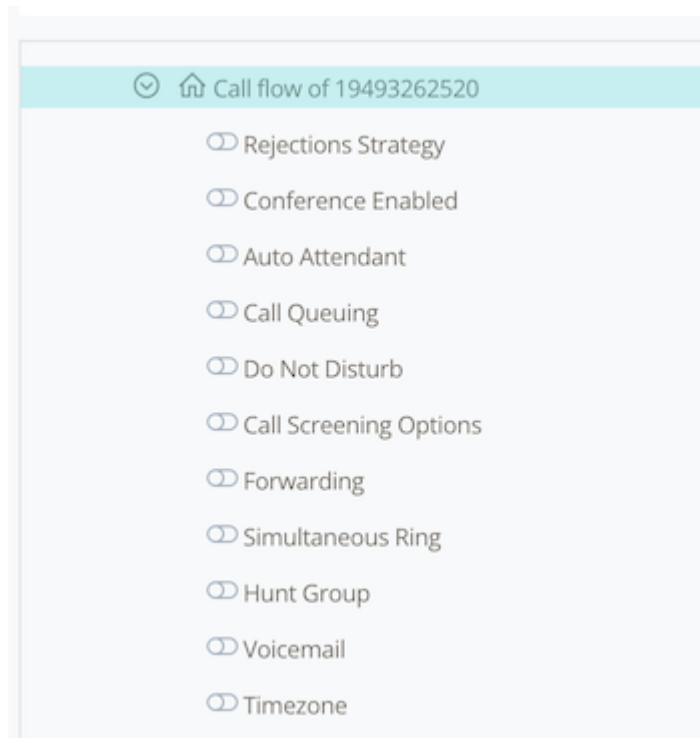 Call flow of 19493262520
Rejections Strategy
Conference Enabled
Auto Attendant
Call Queuing
Do Not Disturb
Call Screening Options
Forwarding
Simultaneous Ring
Hunt Group
Voicemail
Timezone